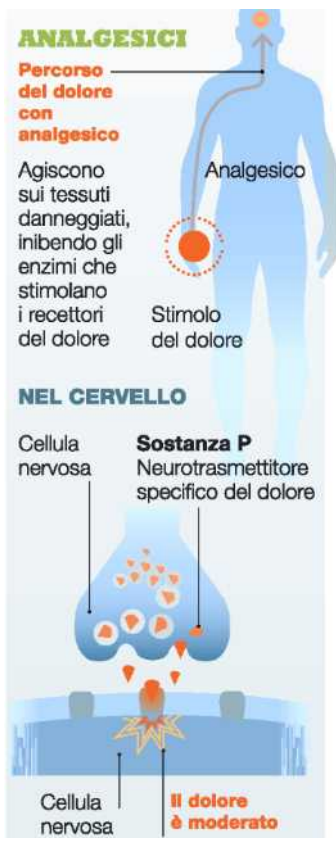 ANALGESICI
Percorso
del dolore
con
analgesico
Agiscono
sui tessuti
danneggiati,
inibendo gli
enzimi che
stimolano
i recettori
del dolore
Analgesico
Stimolo
del dolore
NEL CERVELLO
Cellula
nervosa
Sostanza P
Neurotrasmettitore
specifico del dolore
Cellula
nervosa
Il dolore
è moderato